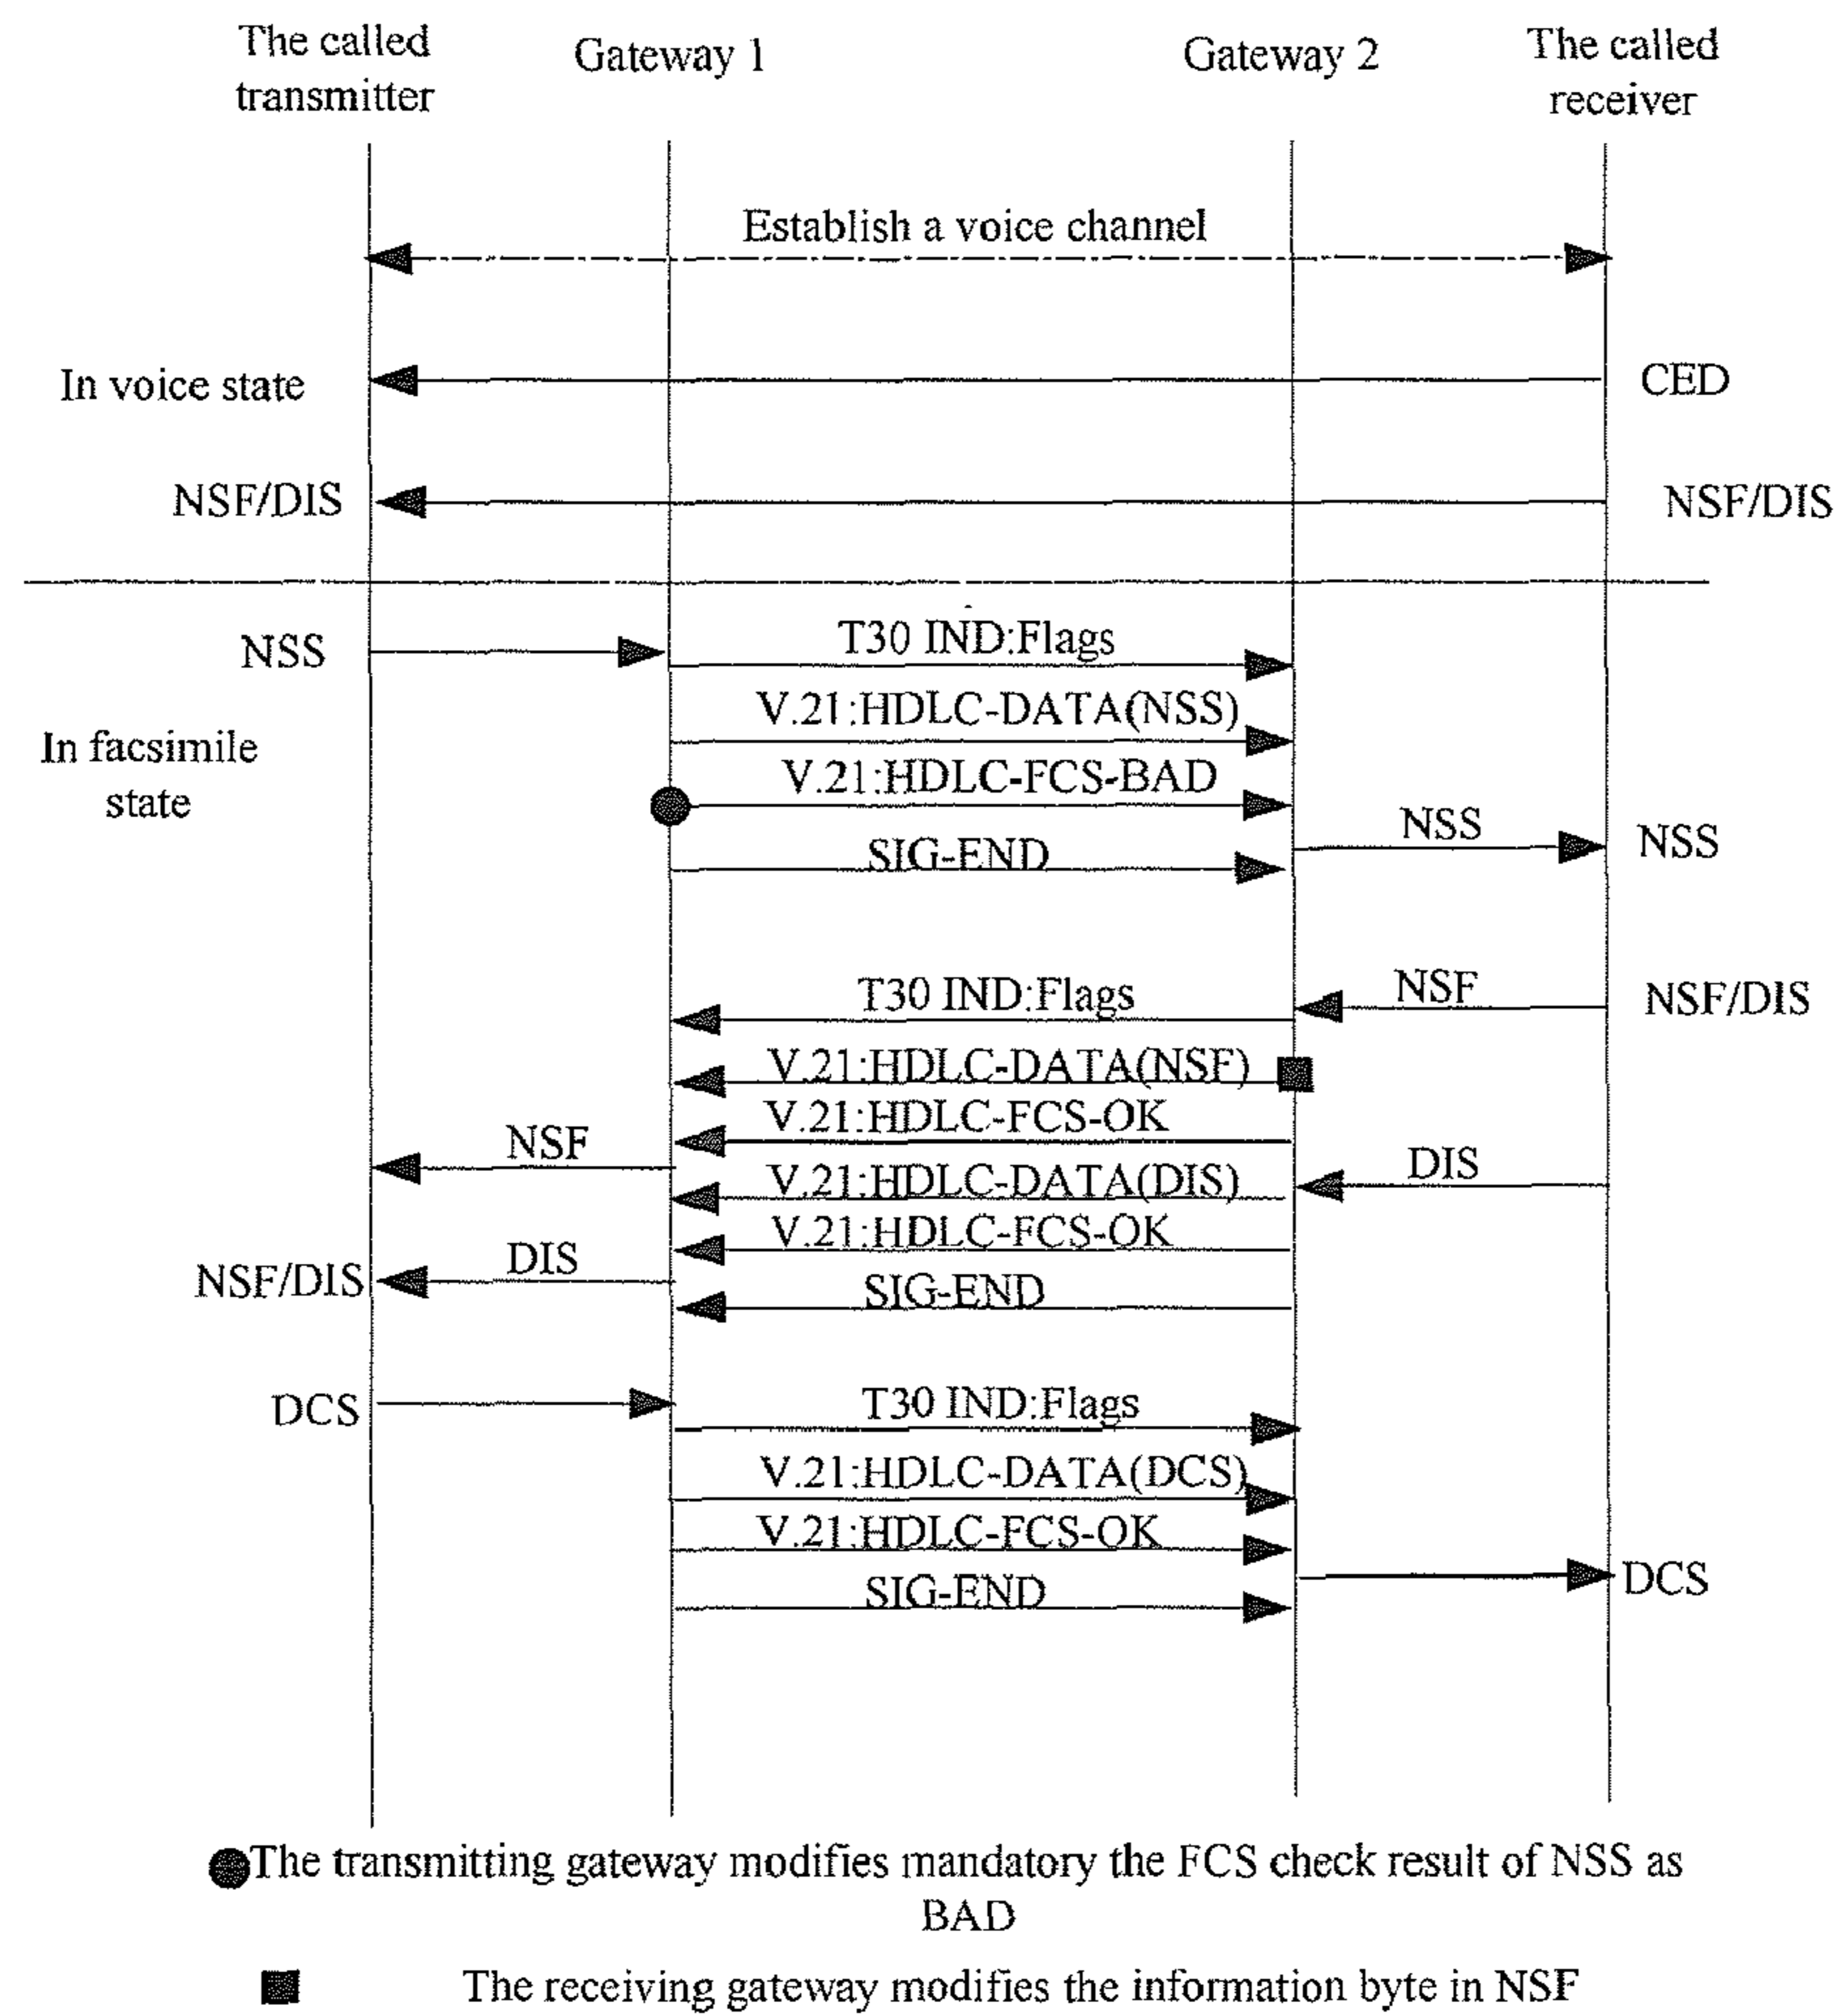 The called
transmitter
Gateway 1
Gateway 2
The called
receiver
Establish a voice channel
In voice state
CED
NSF/DIS
NSF/DIS
NSS
T30 IND:Flags
V.21:HDLC-DATA(NSS)
In facsimile
state
V.21:HDLC-FCS-BAD
NSS
NSS
SIG-END
NSF
NSF/DIS
T30 IND:Flags
V.21:HDLC-DATA(NSF)
V.21:HDLC-FCS-OK
NSF
DIS
V.21:HDLC-DATA(DIS)
V.21:HDLC-FCS-OK
DIS
NSF/DIS
SIG-END
DCS
T30 IND:Flags
V.21:HDLC-DATA(DCS)
V.21:HDLC-FCS-OK
DCS
SIG-END
The transmitting gateway modifies mandatory the FCS check result of NSS as
BAD
The receiving gateway modifies the information byte in NSF